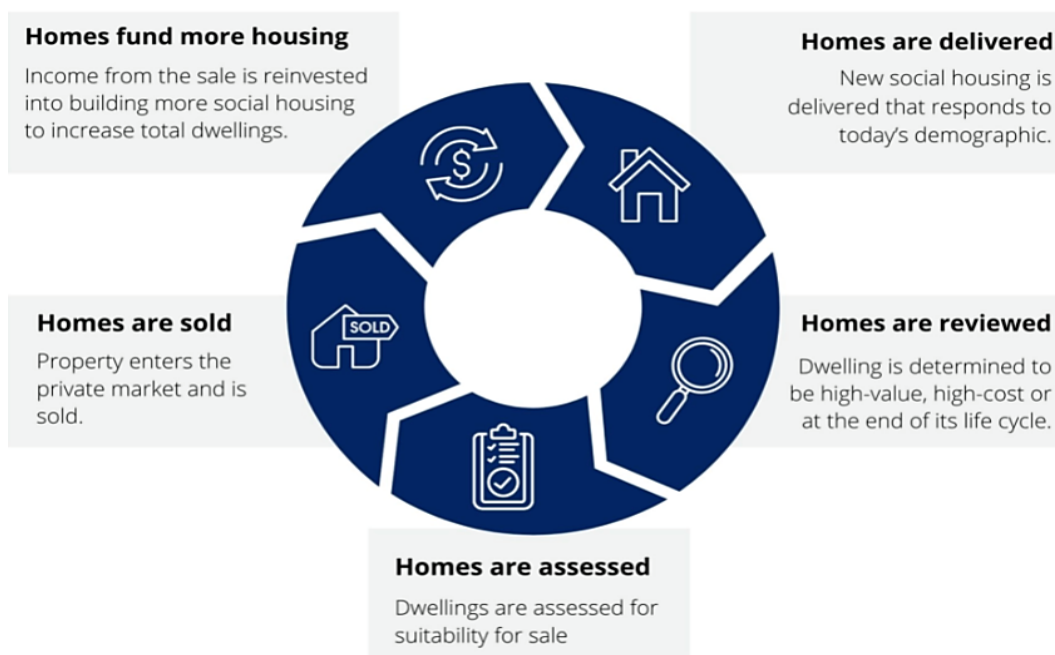 Homes fund more housing
Income from the sale is reinvested
into building more social housing
to increase total dwellings.
Homes are delivered
New social housing is
delivered that responds to
today's demographic.
$
Homes are sold
Property enters the
private market and is
sold.
SOLD
Homes are reviewed
Dwelling is determined to
be high-value, high-cost or
at the end of its life cycle.
Homes are assessed
Dwellings are assessed for
suitability for sale